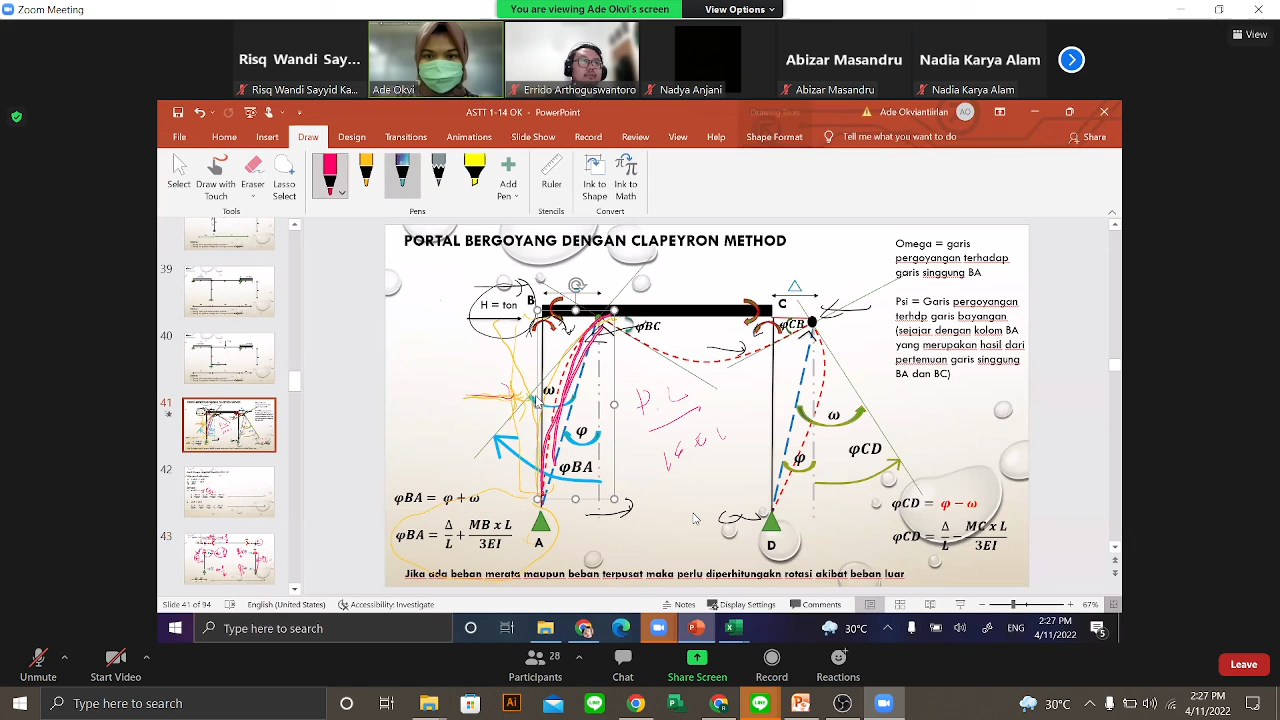 Zoom Meeting
You are viewing Ade Okvi's screen
View Options
View
Risq Wandi Say...
Abizar Masandru
Nadia Karya Alam
Risq Wandi Sayyid Ka...
Ade Okvi
Errido Arthoguswantoro
Nadya Anjani
Abizar Masandru
Nadia Karya Alam
ASTT 1-14 OK - PowerPoint
Drawing Tools
Ade Okviantiirlan
AO
File
Home
Insert
Draw
Design
Transitions
Animations
Slide Show
Record
Review
View
Help
Shape Format
Tell me what you want to do
Share
Select
Draw with Touch
Eraser
Lasso Select
Add Pen
Ruler
Ink to Shape
Ink to Math
Tools
Pens
Stencils
Convert
39
40
41
42
43
PORTAL BERGOYANG DENGAN CLAPEYRON METHOD
Omega = garis
pergoyangan terhadap
garis singgung BA
Psi = Garis pergoyangan
terhdp garis bayangan
(sejajar dengan kolom BA
yang merupakan hasil dari
pertemuan garis singgung
BA dan BC)
H = ton
B
C
Δ
φBC
φCB
ω
φ
φBA
ω
φ
φCD
φBA = φ + ω
φBA = Δ/L + MB x L/3EI
A
D
φCD = φ − ω
φCD = Δ/L − MC x L/3EI
Jika ada beban merata maupun beban terpusat maka perlu diperhitungakn rotasi akibat beban luar
Slide 41 of 94
English (United States)
Accessibility: Investigate
Notes
Display Settings
Comments
67%
Type here to search
30°C
ENG
2:27 PM
4/11/2022
5
Unmute
Start Video
28
Participants
Chat
Share Screen
Record
Reactions
Leave
Type here to search
Ai
30°C
2:27 PM
4/11/2022